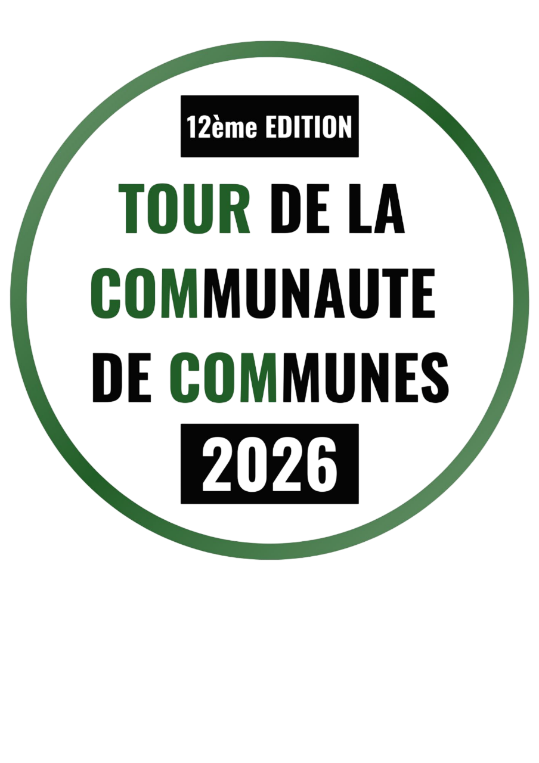 12ème EDITION
TOUR DE LA
COMMUNAUTE
DE COMMUNES
2026